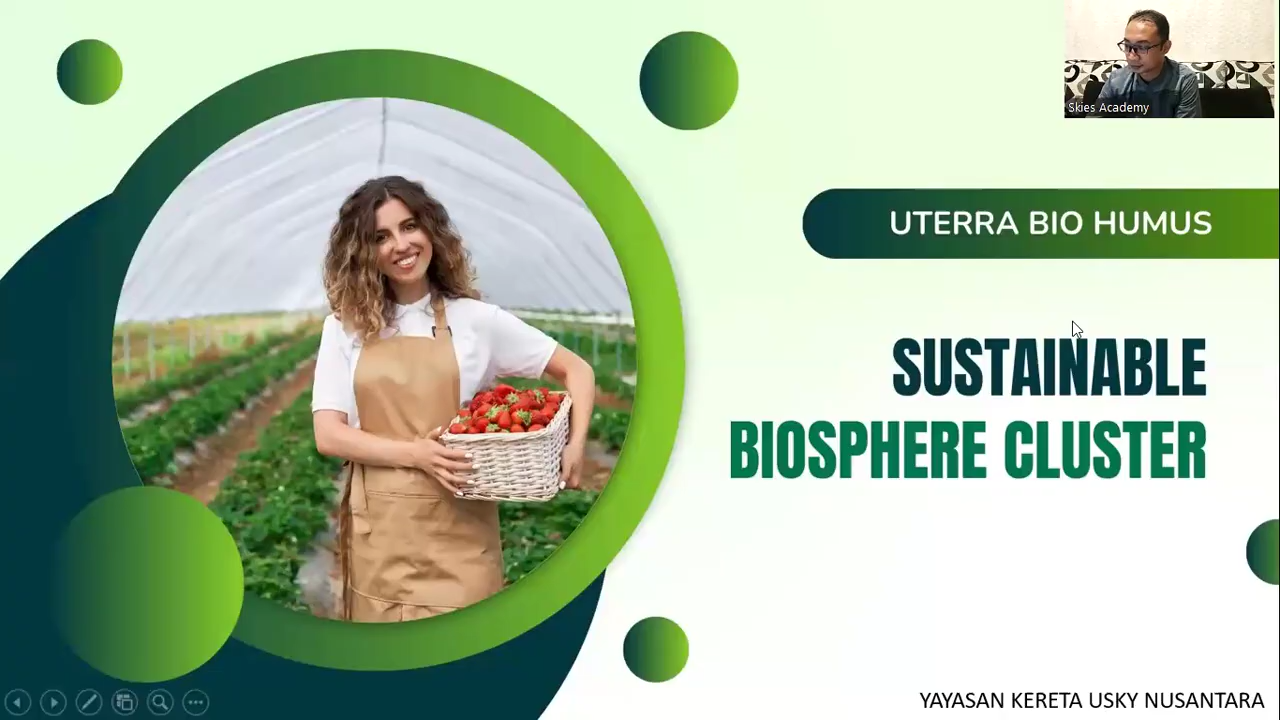 Skies Academy
UTERRA BIO HUMUS
SUSTAINABLE
BIOSPHERE CLUSTER
YAYASAN KERETA USKY NUSANTARA